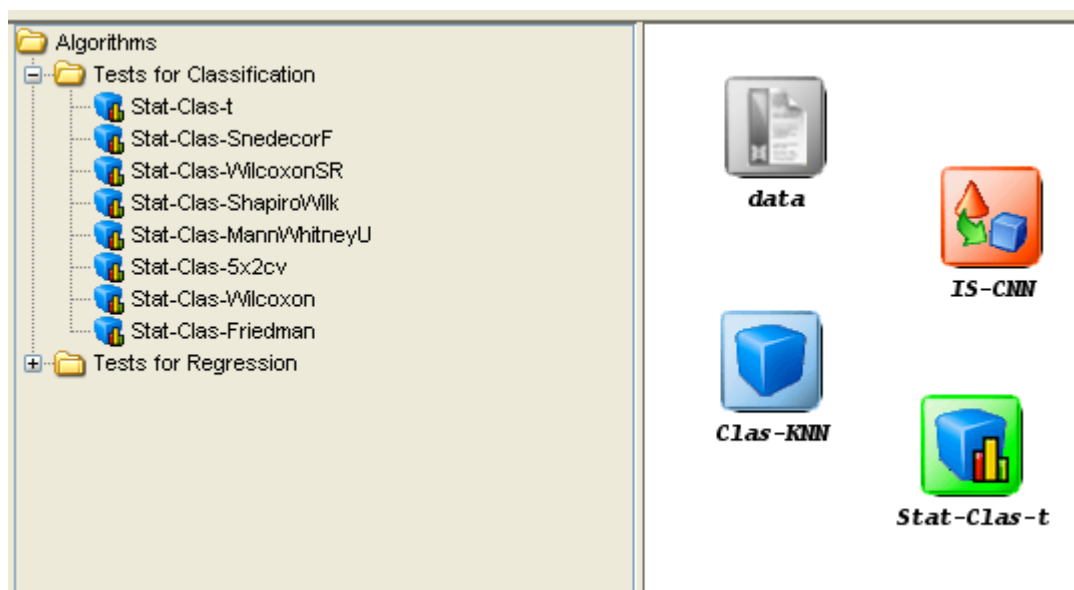 Algorithms
Tests for Classification
Stat-Clas-t
Stat-Clas-SnedecorF
Stat-Clas-WilcoxonSR
Stat-Clas-ShapiroWilk
Stat-Clas-MannWhitneyU
Stat-Clas-5x2cv
Stat-Clas-Wilcoxon
Stat-Clas-Friedman
Tests for Regression
data
IS-CNN
Clas-KNN
Stat-Clas-t